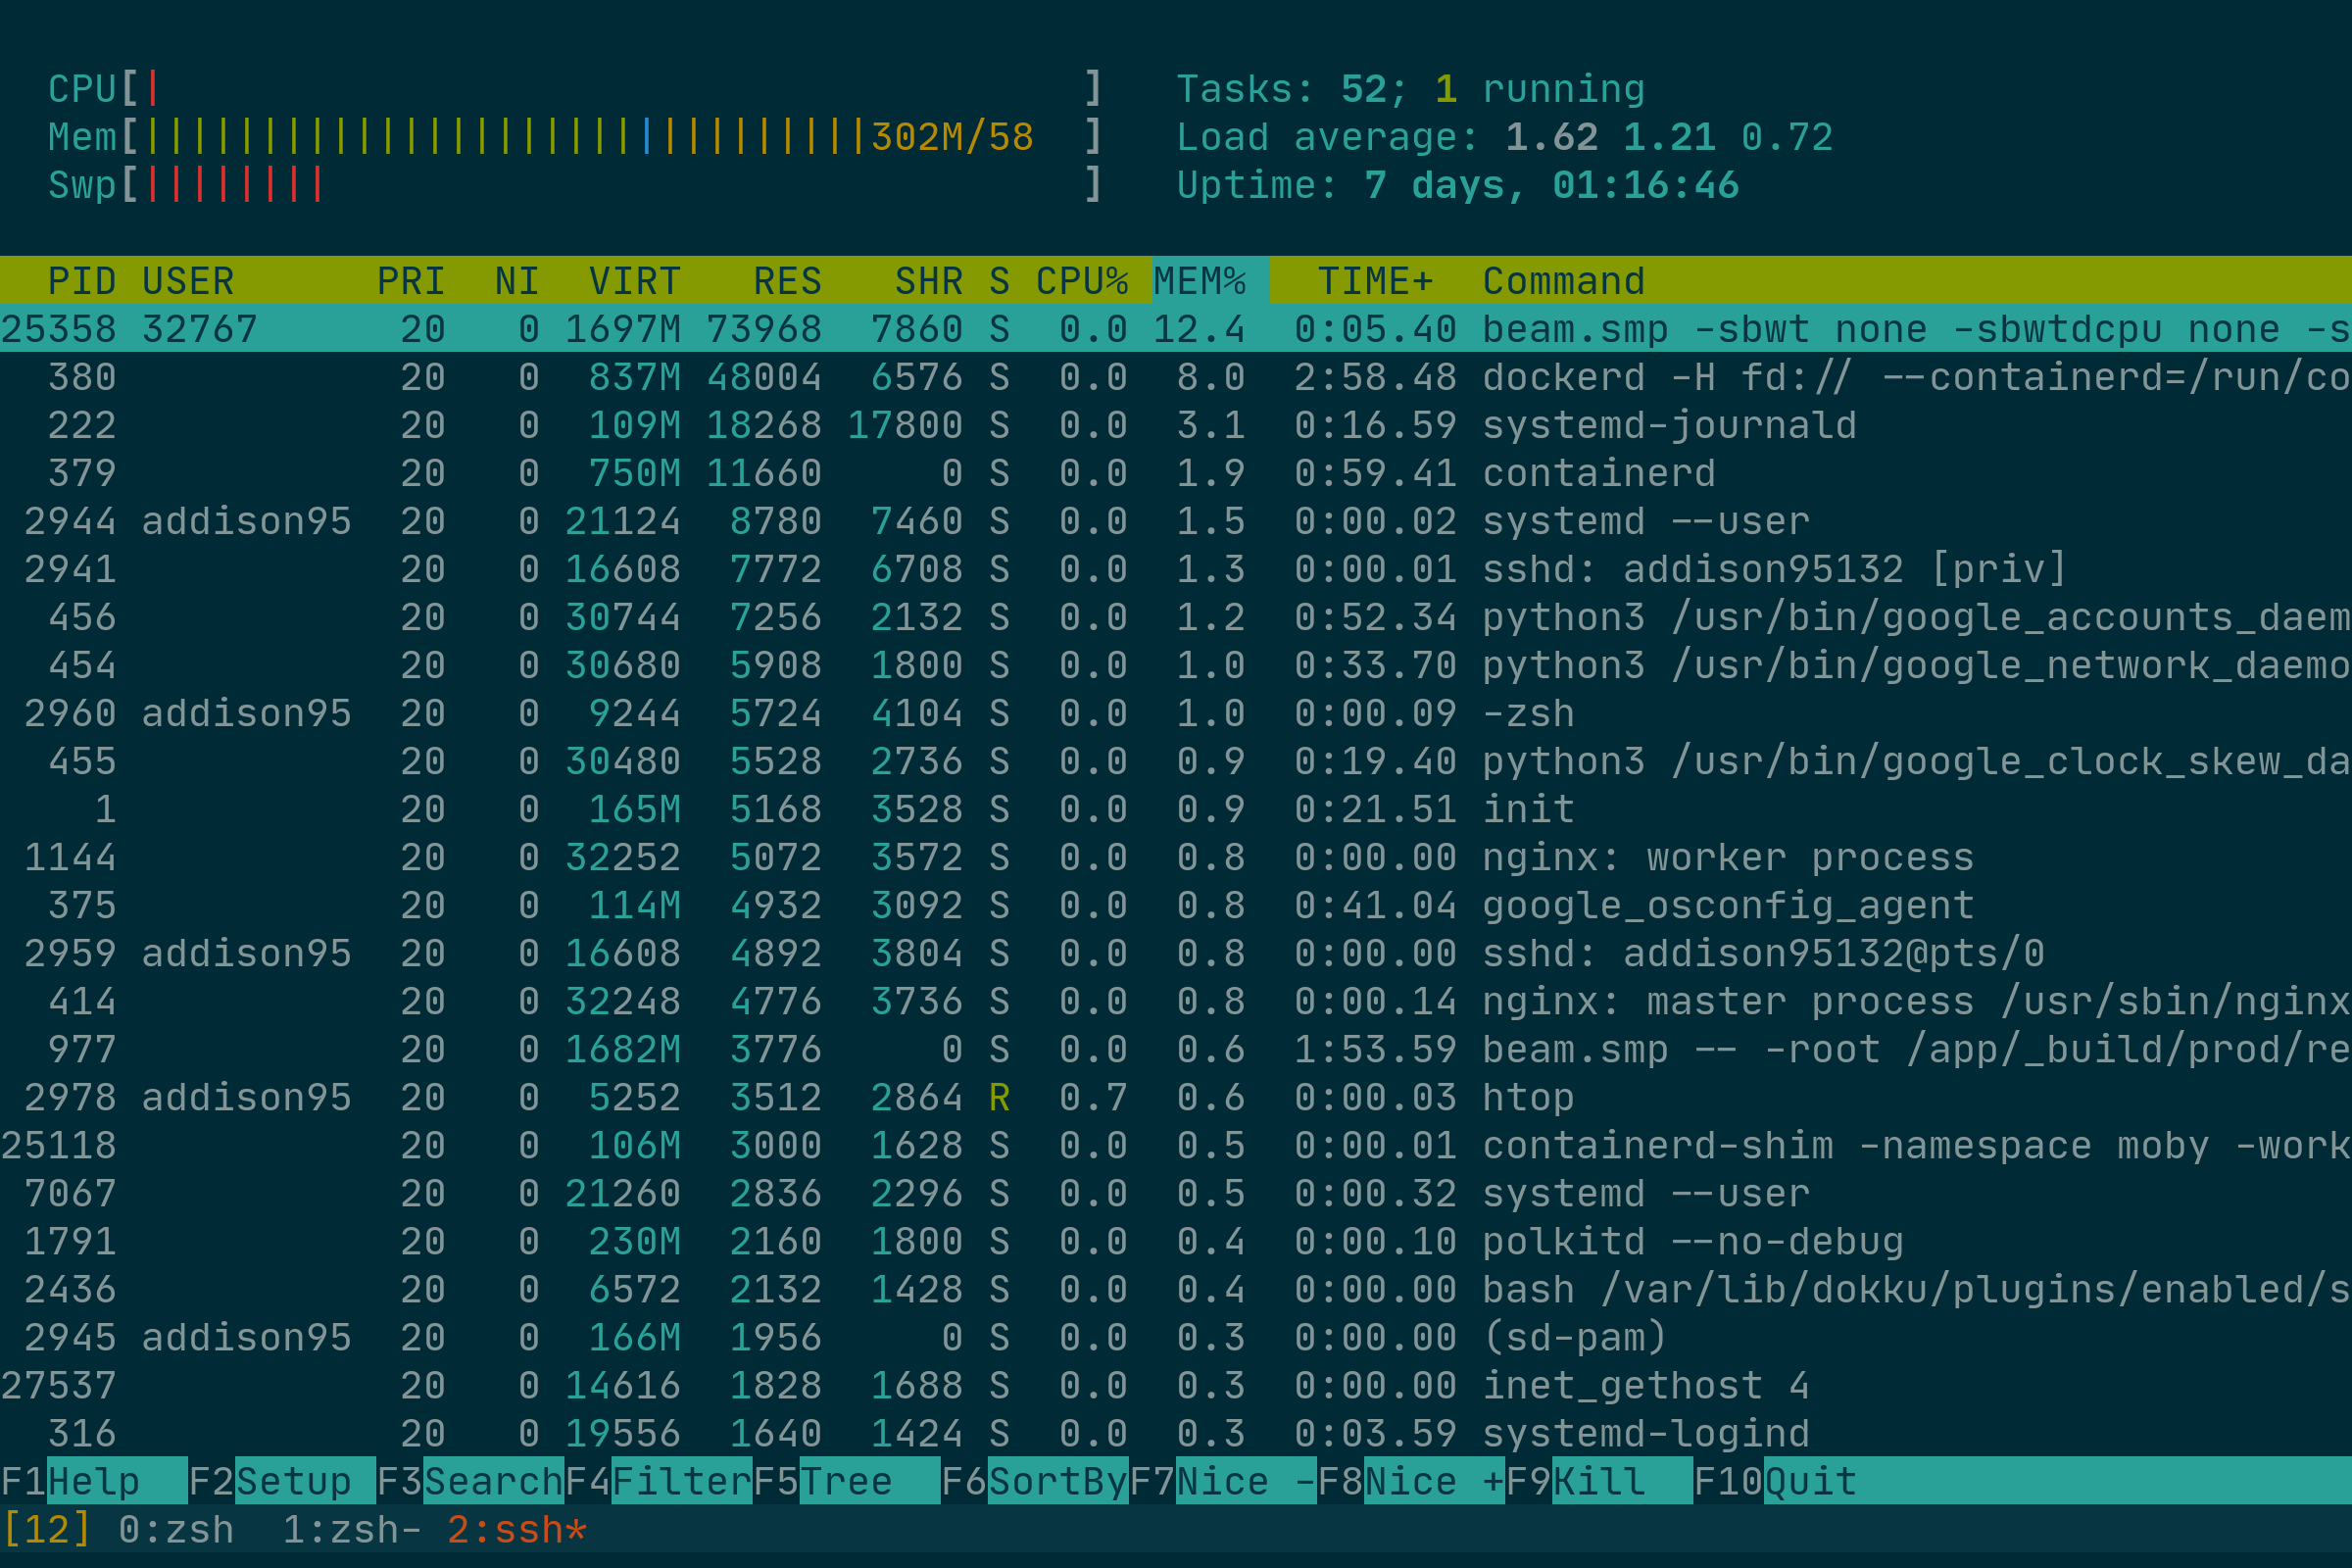 CPU[| ] Tasks: 52; 1 running
Mem[|||||||||||||||||||||||||||||||302M/58 ] Load average: 1.62 1.21 0.72
Swp[|||||||| ] Uptime: 7 days, 01:16:46
PID USER PRI NI VIRT RES SHR S CPU% MEM% TIME+ Command
25358 32767 20 0 1697M 73968 7860 S 0.0 12.4 0:05.40 beam.smp -sbwt none -sbwtdcpu none -s
380 20 0 837M 48004 6576 S 0.0 8.0 2:58.48 dockerd -H fd:// --containerd=/run/co
222 20 0 109M 18268 17800 S 0.0 3.1 0:16.59 systemd-journald
379 20 0 750M 11660 0 S 0.0 1.9 0:59.41 containerd
2944 addison95 20 0 21124 8780 7460 S 0.0 1.5 0:00.02 systemd --user
2941 20 0 16608 7772 6708 S 0.0 1.3 0:00.01 sshd: addison95132 [priv]
456 20 0 30744 7256 2132 S 0.0 1.2 0:52.34 python3 /usr/bin/google_accounts_daem
454 20 0 30680 5908 1800 S 0.0 1.0 0:33.70 python3 /usr/bin/google_network_daemo
2960 addison95 20 0 9244 5724 4104 S 0.0 1.0 0:00.09 -zsh
455 20 0 30480 5528 2736 S 0.0 0.9 0:19.40 python3 /usr/bin/google_clock_skew_da
1 20 0 165M 5168 3528 S 0.0 0.9 0:21.51 init
1144 20 0 32252 5072 3572 S 0.0 0.8 0:00.00 nginx: worker process
375 20 0 114M 4932 3092 S 0.0 0.8 0:41.04 google_osconfig_agent
2959 addison95 20 0 16608 4892 3804 S 0.0 0.8 0:00.00 sshd: addison95132@pts/0
414 20 0 32248 4776 3736 S 0.0 0.8 0:00.14 nginx: master process /usr/sbin/nginx
977 20 0 1682M 3776 0 S 0.0 0.6 1:53.59 beam.smp -- -root /app/_build/prod/re
2978 addison95 20 0 5252 3512 2864 R 0.7 0.6 0:00.03 htop
25118 20 0 106M 3000 1628 S 0.0 0.5 0:00.01 containerd-shim -namespace moby -work
7067 20 0 21260 2836 2296 S 0.0 0.5 0:00.32 systemd --user
1791 20 0 230M 2160 1800 S 0.0 0.4 0:00.10 polkitd --no-debug
2436 20 0 6572 2132 1428 S 0.0 0.4 0:00.00 bash /var/lib/dokku/plugins/enabled/s
2945 addison95 20 0 166M 1956 0 S 0.0 0.3 0:00.00 (sd-pam)
27537 20 0 14616 1828 1688 S 0.0 0.3 0:00.00 inet_gethost 4
316 20 0 19556 1640 1424 S 0.0 0.3 0:03.59 systemd-logind
F1Help F2Setup F3SearchF4FilterF5Tree F6SortByF7Nice -F8Nice +F9Kill F10Quit
[12] 0:zsh 1:zsh- 2:ssh*